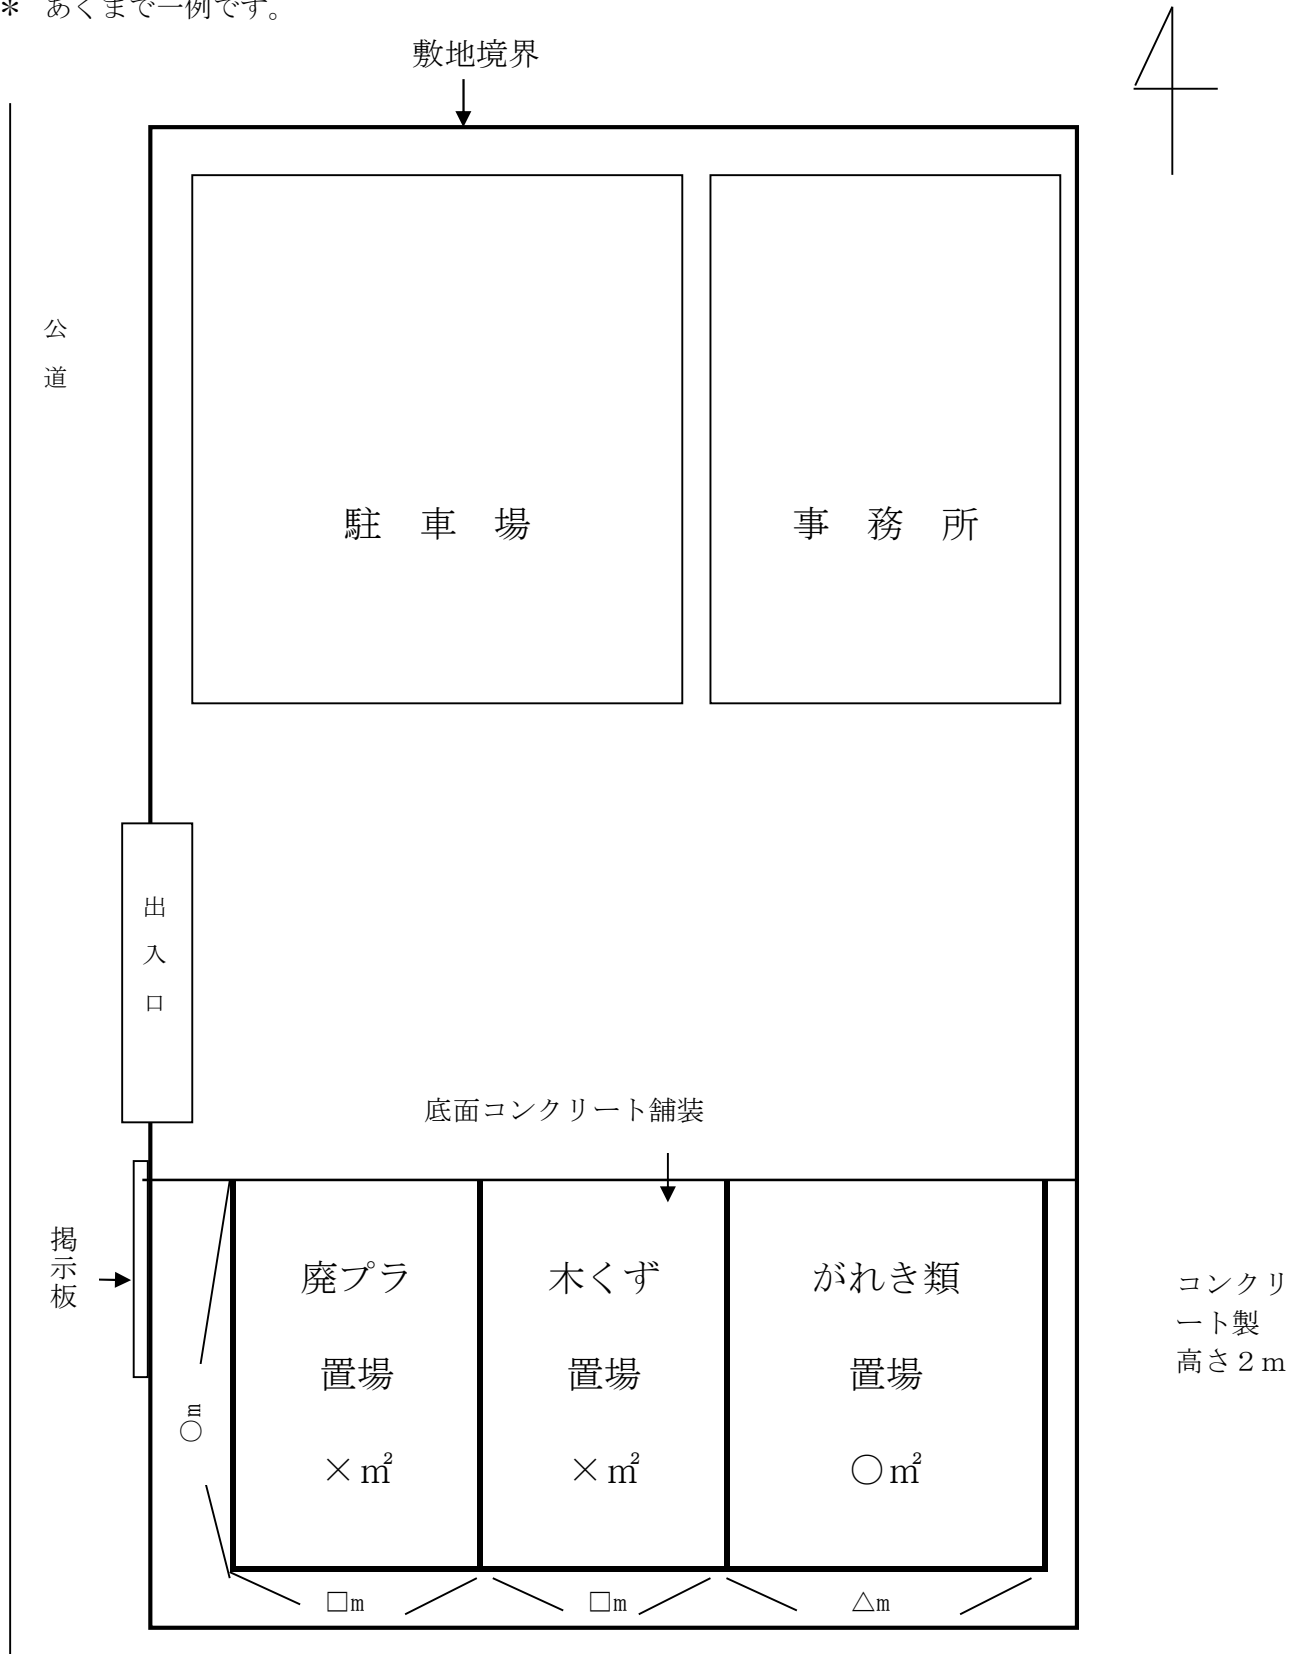 ＊　あくまで一例です。
敷地境界
公
道
駐　車　場
事　務　所
出
入
口
底面コンクリート舗装
掲示板
廃プラ
置場
×㎡
木くず
置場
×㎡
がれき類
置場
○㎡
コンクリ
ート製
高さ２ｍ
○m
□m
□m
△m